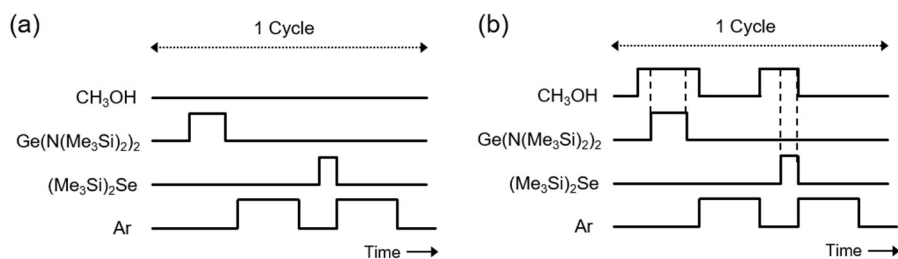 (a)
1 Cycle
CH₃OH
Ge(N(Me₃Si)₂)₂
(Me₃Si)₂Se
Ar
Time
(b)
1 Cycle
CH₃OH
Ge(N(Me₃Si)₂)₂
(Me₃Si)₂Se
Ar
Time